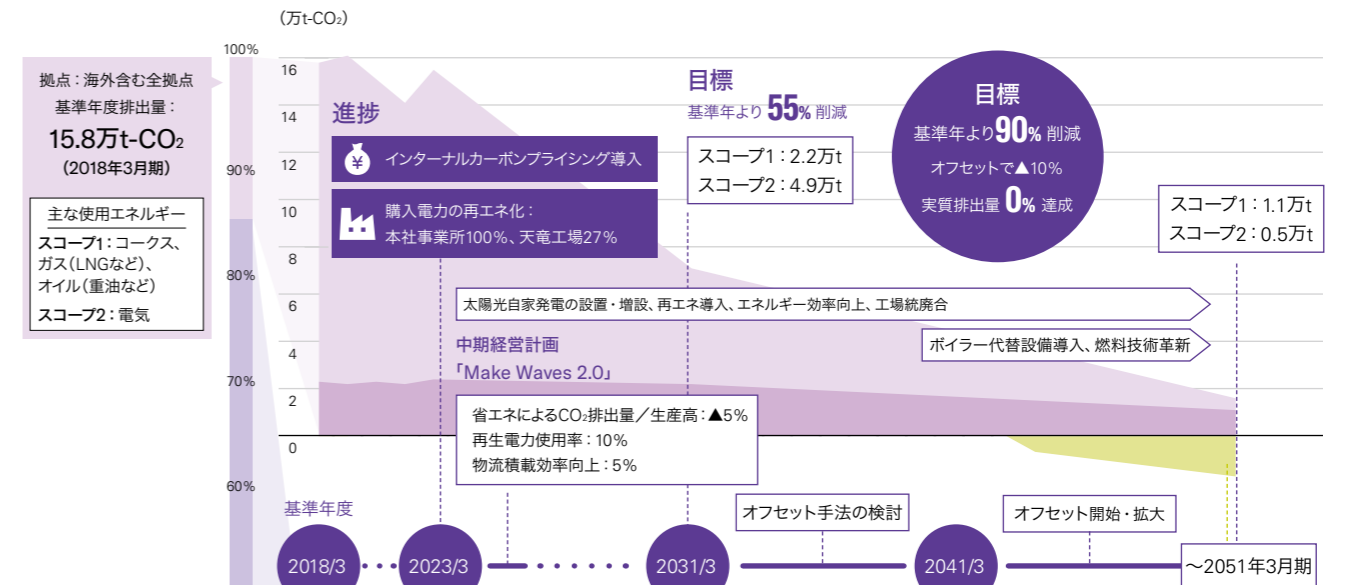 （万t-CO₂）
100%
90%
80%
70%
60%
拠点：海外含む全拠点
基準年度排出量：
15.8万t-CO₂
（2018年3月期）
主な使用エネルギー
スコープ1：コークス、
ガス（LNGなど）、
オイル（重油など）
スコープ2：電気
16
14
12
10
8
6
4
2
0
進捗
インターナルカーボンプライシング導入
購入電力の再エネ化：
本社事業所100%、天竜工場27%
目標
基準年より55%削減
スコープ1：2.2万t
スコープ2：4.9万t
目標
基準年より90%削減
オフセットで▲10%
実質排出量0%達成
スコープ1：1.1万t
スコープ2：0.5万t
太陽光自家発電の設置・増設、再エネ導入、エネルギー効率向上、工場統廃合
ボイラー代替設備導入、燃料技術革新
中期経営計画
「Make Waves 2.0」
省エネによるCO₂排出量／生産高：▲5%
再生電力使用率：10%
物流積載効率向上：5%
オフセット手法の検討
オフセット開始・拡大
基準年度
2018/3
2023/3
2031/3
2041/3
〜2051年3月期